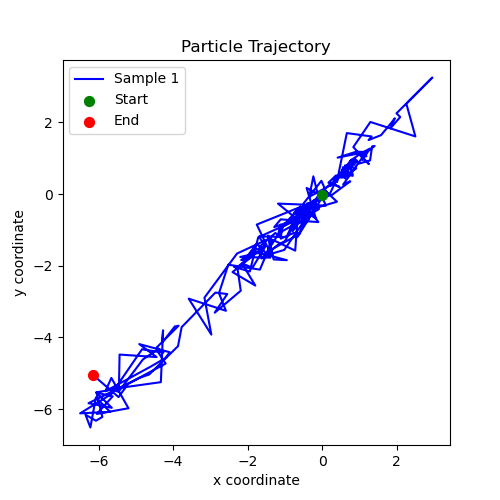 Particle Trajectory
Sample 1
Start
End
y coordinate
2
0
−2
−4
−6
−6 −4 −2 0 2
x coordinate